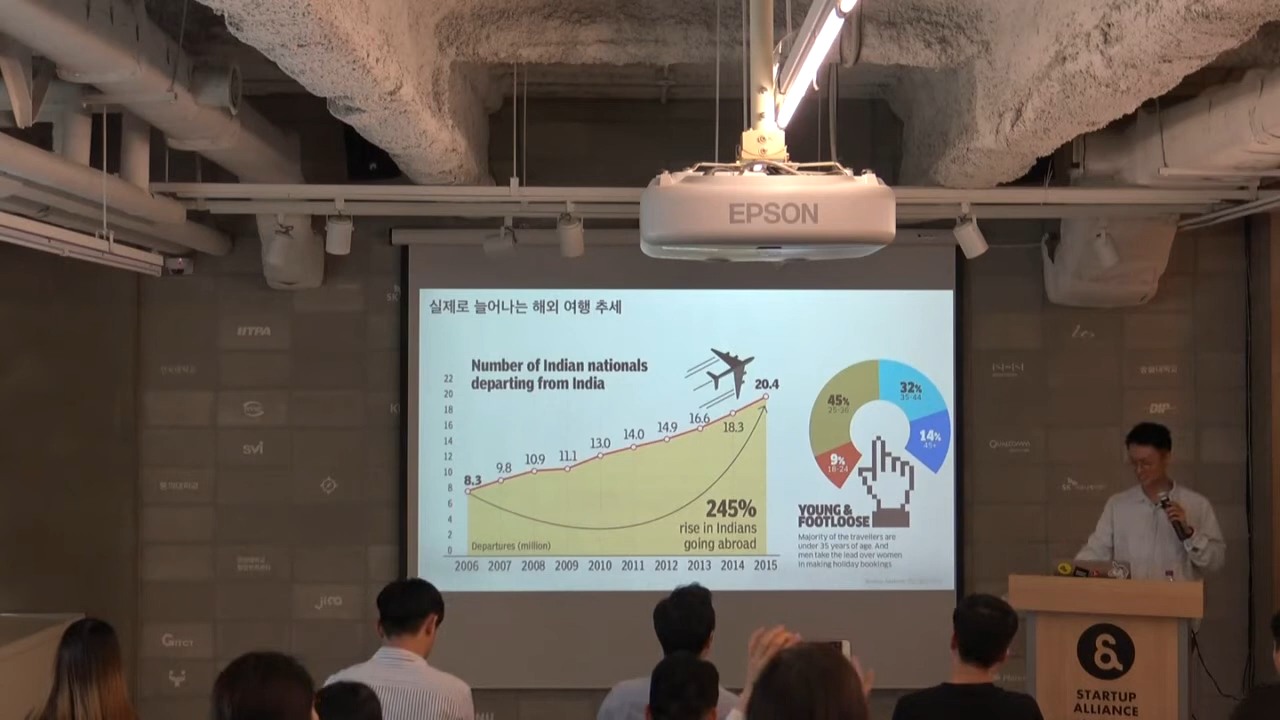 EPSON
실제로 늘어나는 해외 여행 추세
Number of Indian nationals
departing from India
22
20
18
16
14
12
10
8
6
4
2
0
8.3
9.8
10.9
11.1
13.0
14.0
14.9
16.6
18.3
20.4
245%
rise in Indians
going abroad
Departures (million)
2006 2007 2008 2009 2010 2011 2012 2013 2014 2015
45%
25-30
32%
35-44
14%
45+
9%
18-24
YOUNG &
FOOTLOOSE
Majority of the travellers are
under 35 years of age. And
men take the lead over women
in making holiday bookings
HTPA
svi
DIP
QUALCOMM
STARTUP
ALLIANCE